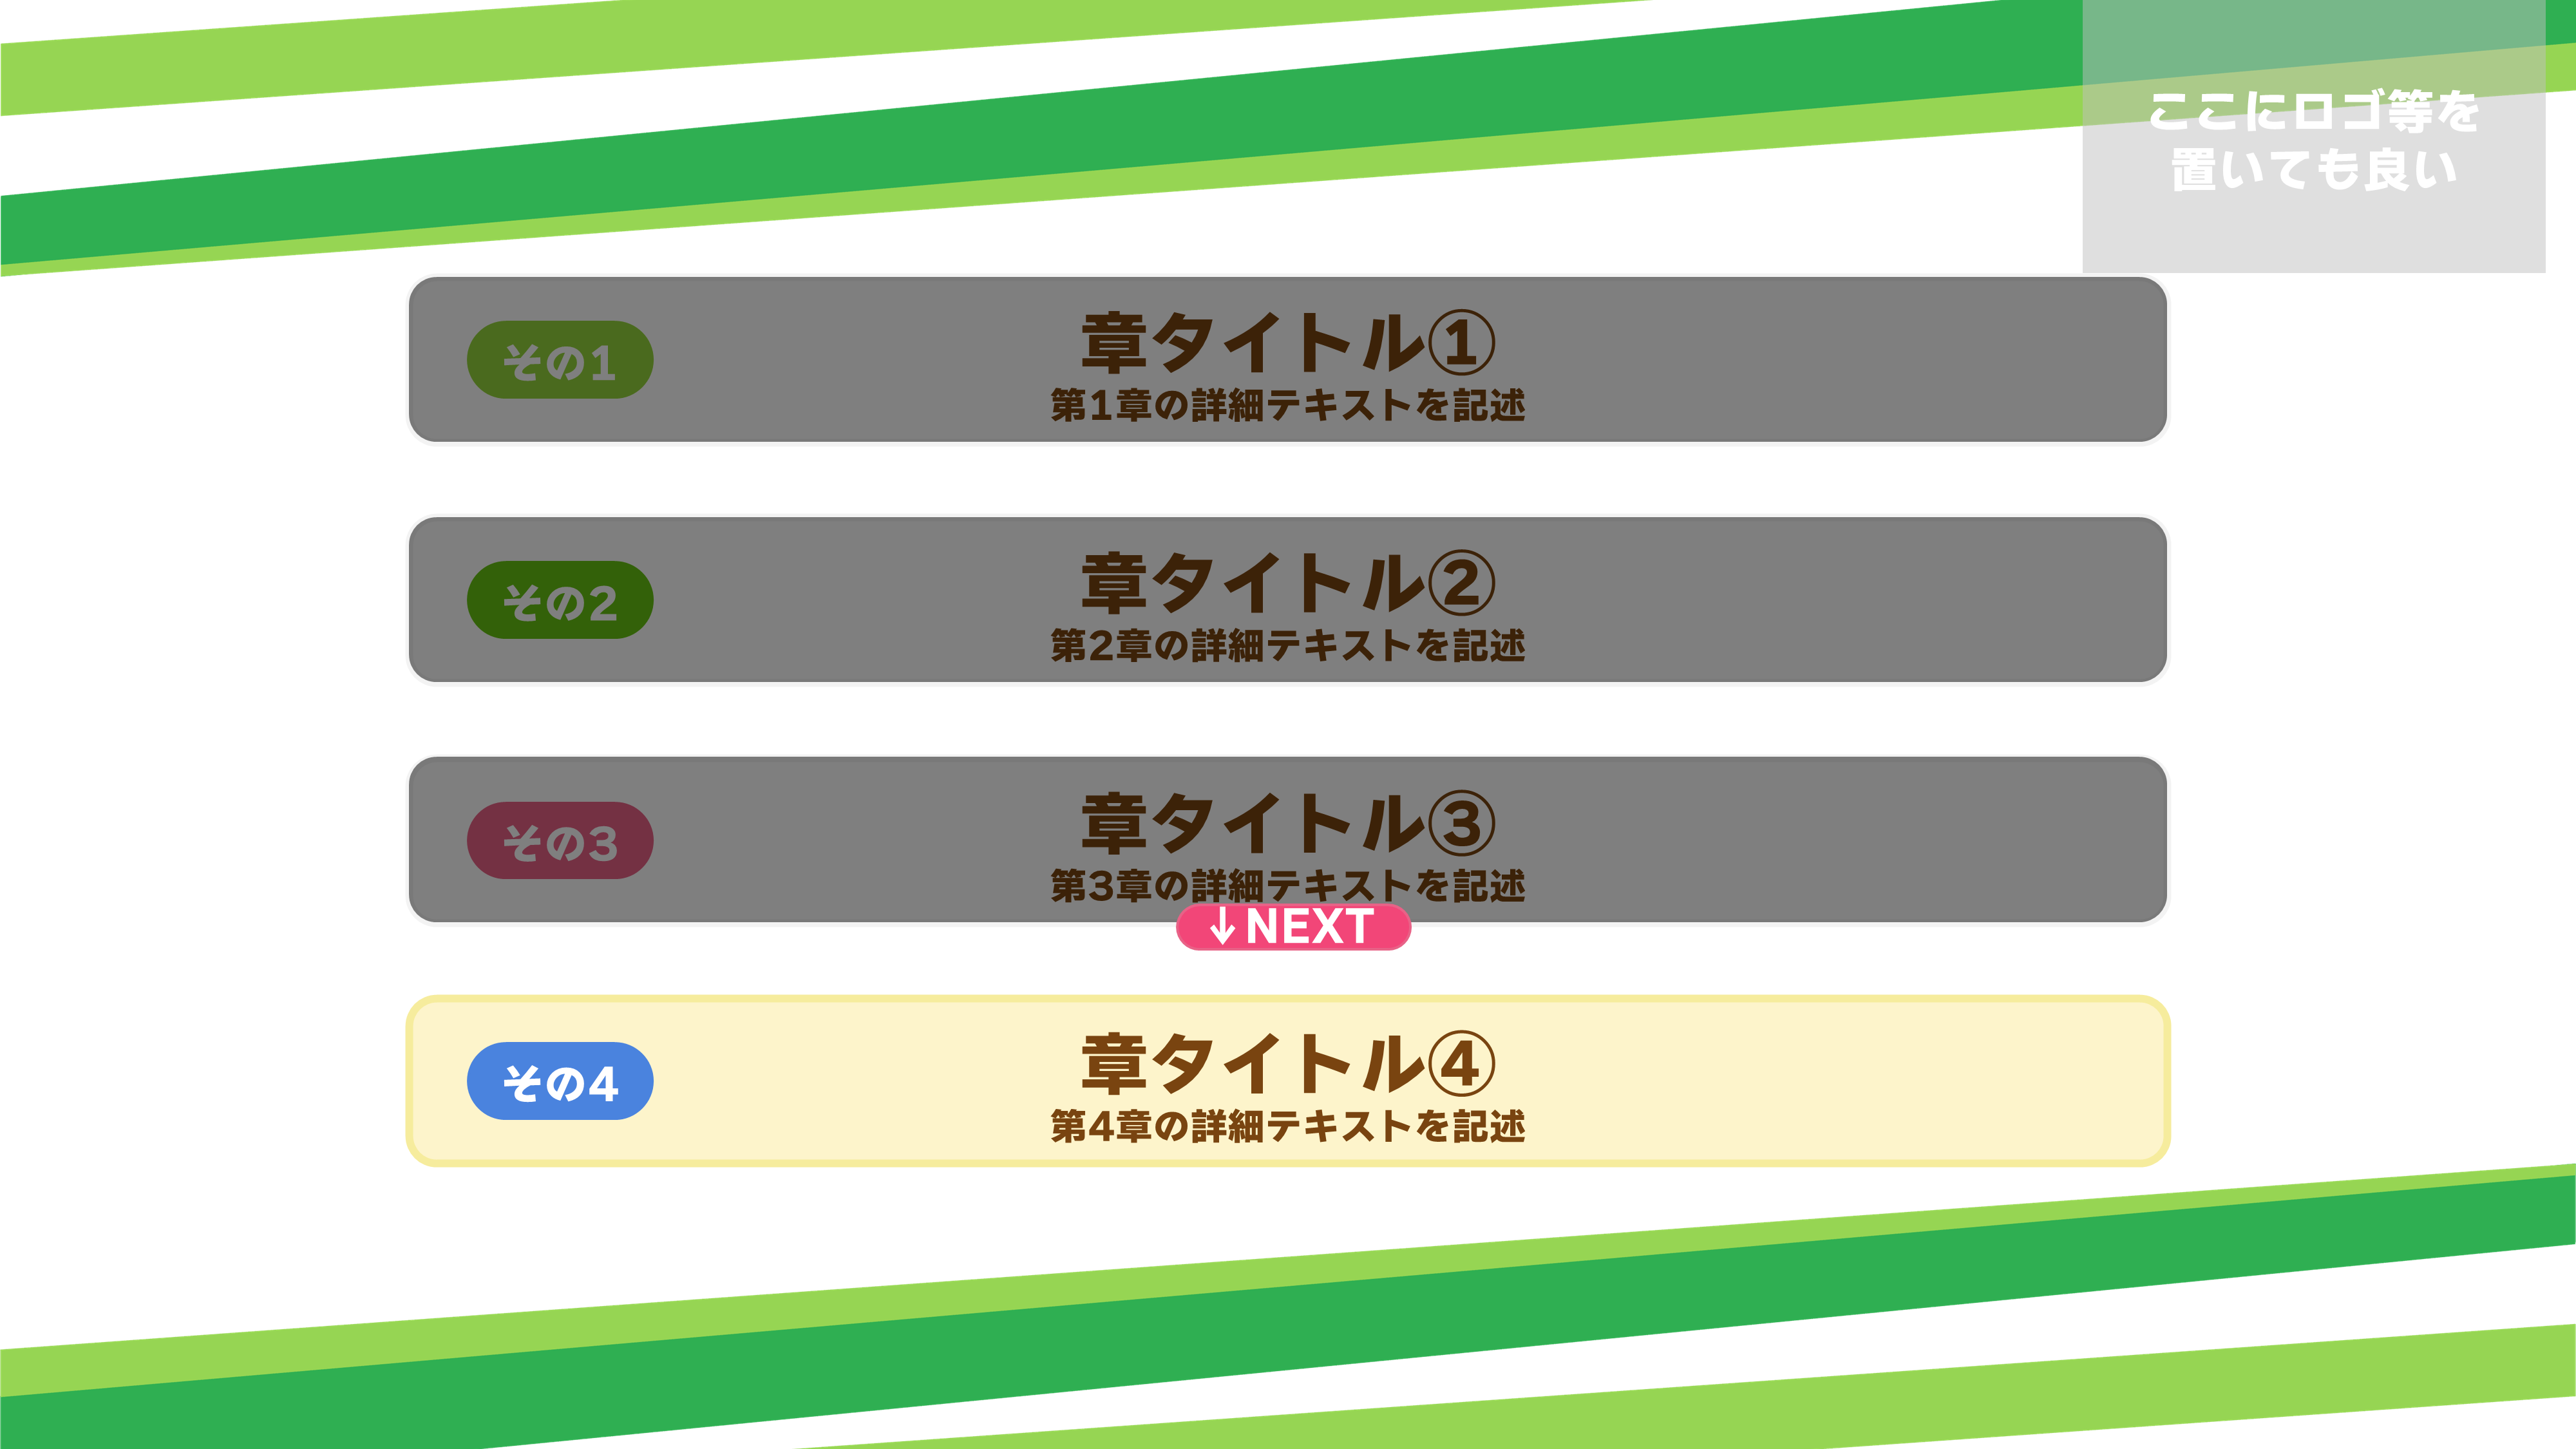 ここにロゴ等を
置いても良い
その1
章タイトル①
第1章の詳細テキストを記述
その2
章タイトル②
第2章の詳細テキストを記述
その3
章タイトル③
第3章の詳細テキストを記述
↓NEXT
その4
章タイトル④
第4章の詳細テキストを記述